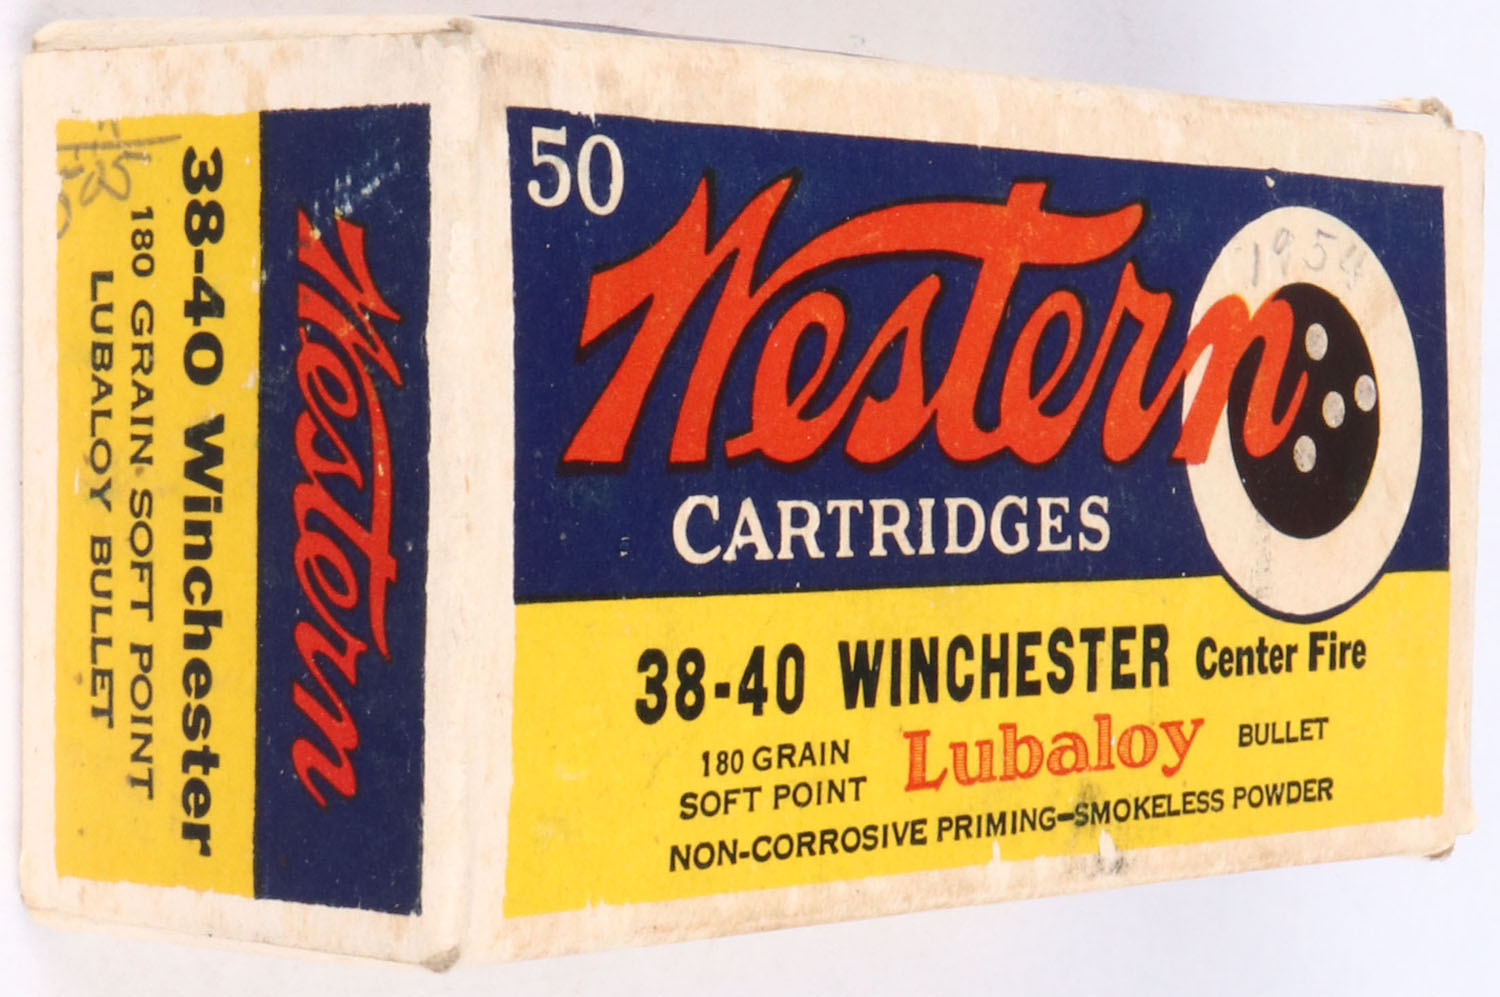 50
Western
1954
CARTRIDGES
38-40 WINCHESTER Center Fire
180 GRAIN
SOFT POINT
Lubaloy BULLET
NON-CORROSIVE PRIMING-SMOKELESS POWDER
Western
38-40 Winchester
180 GRAIN SOFT POINT
LUBALOY BULLET